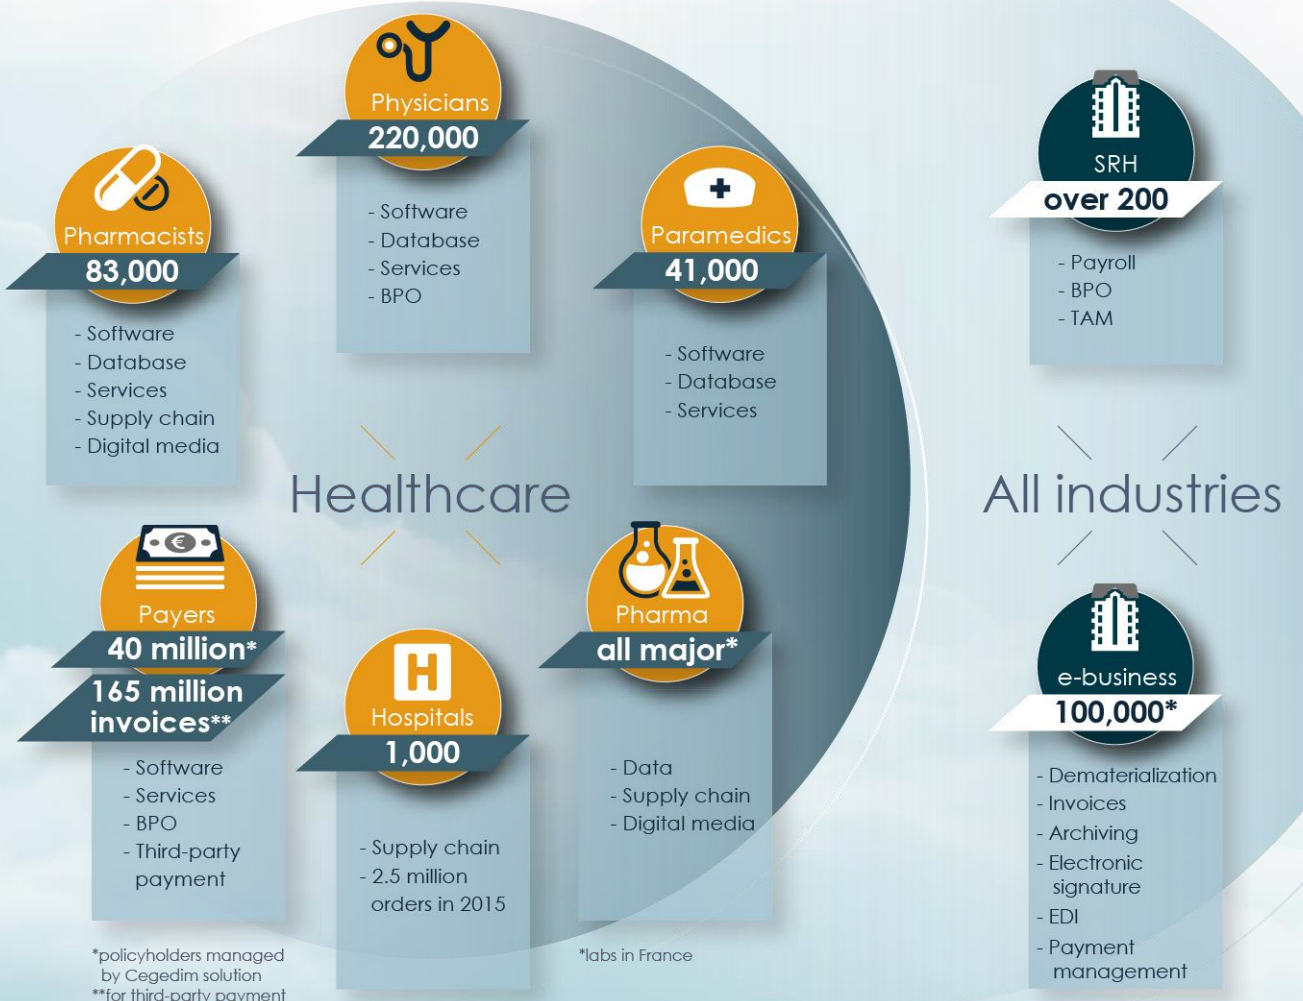 Physicians
220,000
- Software
- Database
- Services
- BPO
Pharmacists
83,000
- Software
- Database
- Services
- Supply chain
- Digital media
Paramedics
41,000
- Software
- Database
- Services
Healthcare
Payers
40 million*
165 million
invoices**
- Software
- Services
- BPO
- Third-party
payment
*policyholders managed
by Cegedim solution
**for third-party payment
H
Hospitals
1,000
- Supply chain
- 2.5 million
orders in 2015
Pharma
all major*
- Data
- Supply chain
- Digital media
*labs in France
SRH
over 200
- Payroll
- BPO
- TAM
All industries
e-business
100,000*
- Dematerialization
- Invoices
- Archiving
- Electronic
signature
- EDI
- Payment
management